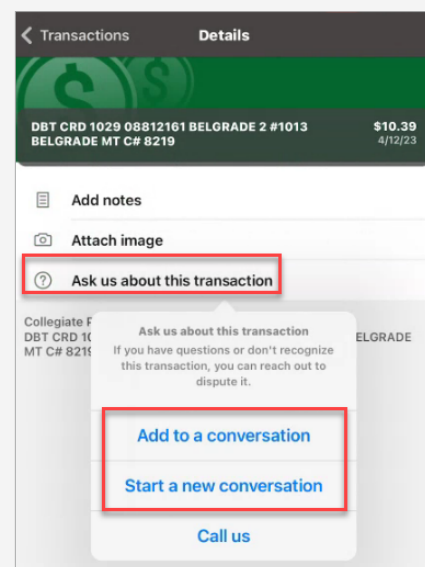 Transactions
Details
DBT CRD 1029 08812161 BELGRADE 2 #1013
BELGRADE MT C# 8219
$10.39
4/12/23
Add notes
Attach image
Ask us about this transaction
Collegiate
DBT CRD
ELGRADE
MT C# 8219
Ask us about this transaction
If you have questions or don't recognize
this transaction, you can reach out to
dispute it.
Add to a conversation
Start a new conversation
Call us